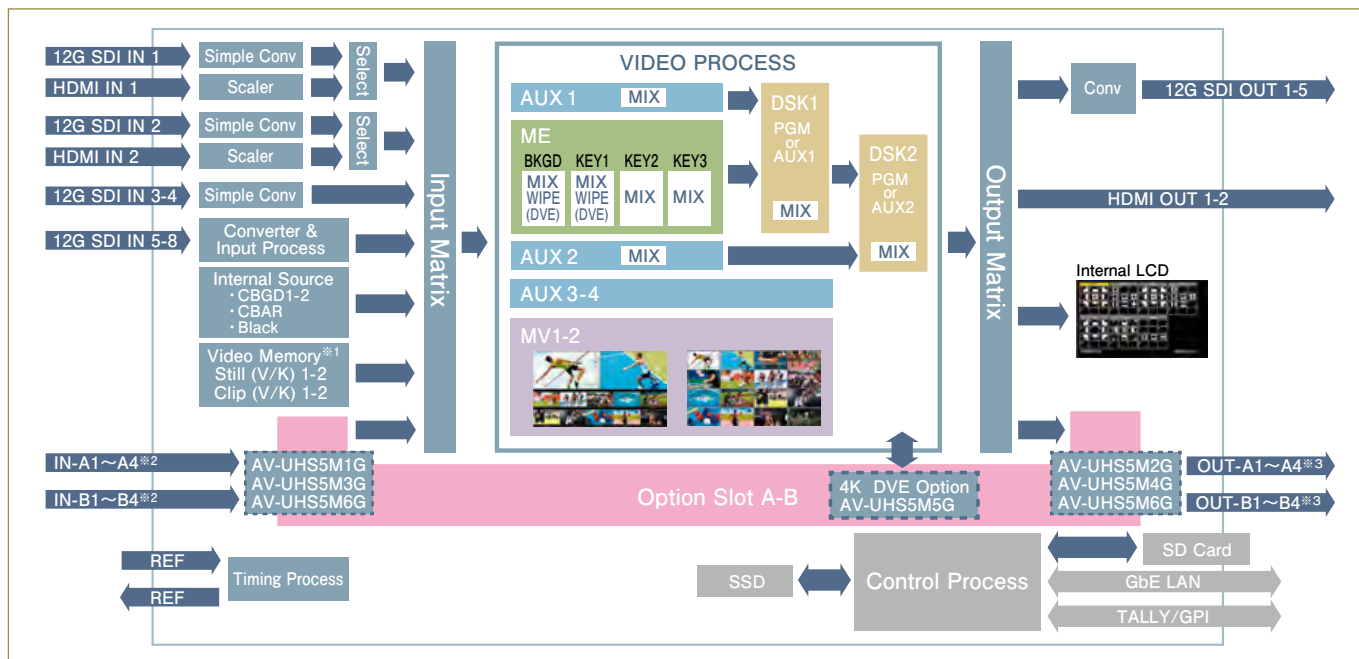 12G SDI IN 1
Simple Conv
HDMI IN 1
Scaler
Select
12G SDI IN 2
Simple Conv
HDMI IN 2
Scaler
Select
12G SDI IN 3-4
Simple Conv
12G SDI IN 5-8
Converter &
Input Process
Internal Source
・CBGD1-2
・CBAR
・Black
Video Memory※1
Still (V/K) 1-2
Clip (V/K) 1-2
Input Matrix
VIDEO PROCESS
AUX 1
MIX
ME
BKGD
KEY1
KEY2
KEY3
MIX
WIPE
(DVE)
MIX
WIPE
(DVE)
MIX
MIX
AUX 2
MIX
AUX 3-4
MV1-2
DSK1
PGM
or
AUX1
MIX
DSK2
PGM
or
AUX2
MIX
Output Matrix
Conv
12G SDI OUT 1-5
HDMI OUT 1-2
Internal LCD
IN-A1～A4※2
IN-B1～B4※2
AV-UHS5M1G
AV-UHS5M3G
AV-UHS5M6G
Option Slot A-B
4K DVE Option
AV-UHS5M5G
AV-UHS5M2G
AV-UHS5M4G
AV-UHS5M6G
OUT-A1～A4※3
OUT-B1～B4※3
REF
REF
Timing Process
SSD
Control Process
SD Card
GbE LAN
TALLY/GPI